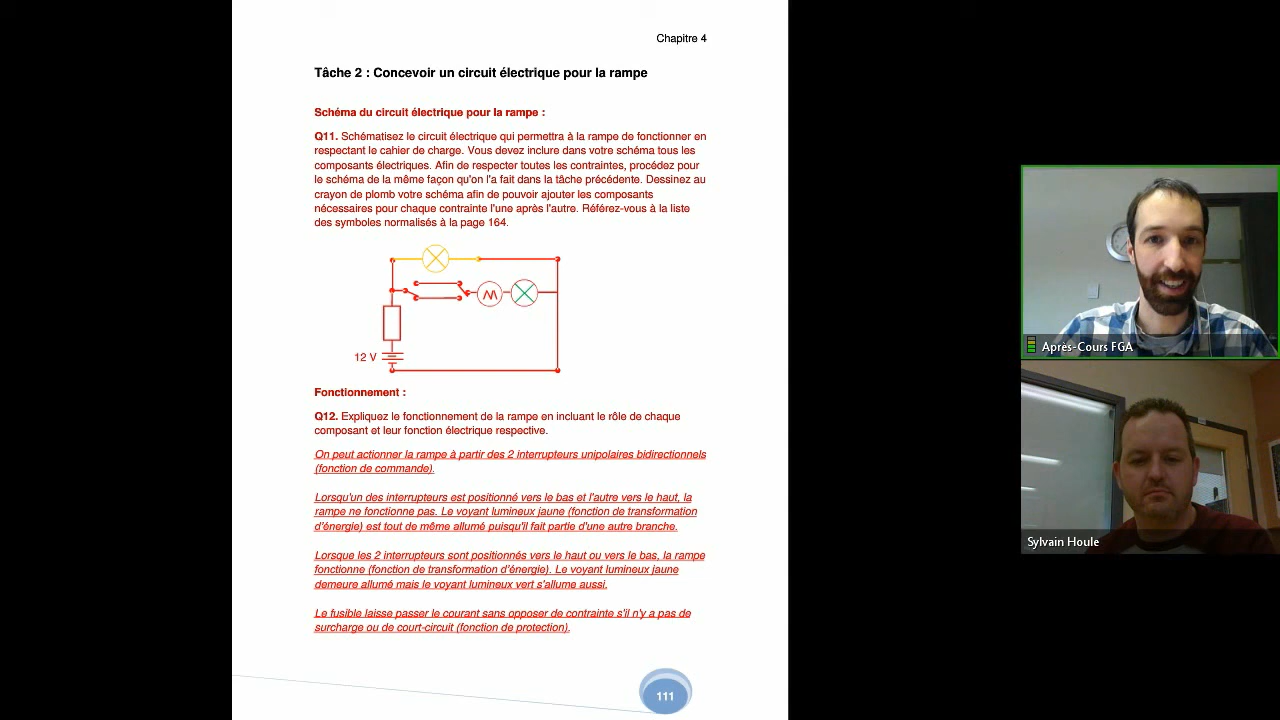 Chapitre 4
Tâche 2 : Concevoir un circuit électrique pour la rampe
Schéma du circuit électrique pour la rampe :
Q11. Schématisez le circuit électrique qui permettra à la rampe de fonctionner en
respectant le cahier de charge. Vous devez inclure dans votre schéma tous les
composants électriques. Afin de respecter toutes les contraintes, procédez pour
le schéma de la même façon qu'on l'a fait dans la tâche précédente. Dessinez au
crayon de plomb votre schéma afin de pouvoir ajouter les composants
nécessaires pour chaque contrainte l'une après l'autre. Référez-vous à la liste
des symboles normalisés à la page 164.
M
12 V
Fonctionnement :
Q12. Expliquez le fonctionnement de la rampe en incluant le rôle de chaque
composant et leur fonction électrique respective.
On peut actionner la rampe à partir des 2 interrupteurs unipolaires bidirectionnels
(fonction de commande).
Lorsqu'un des interrupteurs est positionné vers le bas et l'autre vers le haut, la
rampe ne fonctionne pas. Le voyant lumineux jaune (fonction de transformation
d'énergie) est tout de même allumé puisqu'il fait partie d'une autre branche.
Lorsque les 2 interrupteurs sont positionnés vers le haut ou vers le bas, la rampe
fonctionne (fonction de transformation d'énergie). Le voyant lumineux jaune
demeure allumé mais le voyant lumineux vert s'allume aussi.
Le fusible laisse passer le courant sans opposer de contrainte s'il n'y a pas de
surcharge ou de court-circuit (fonction de protection).
111
Après-Cours FGA
Sylvain Houle